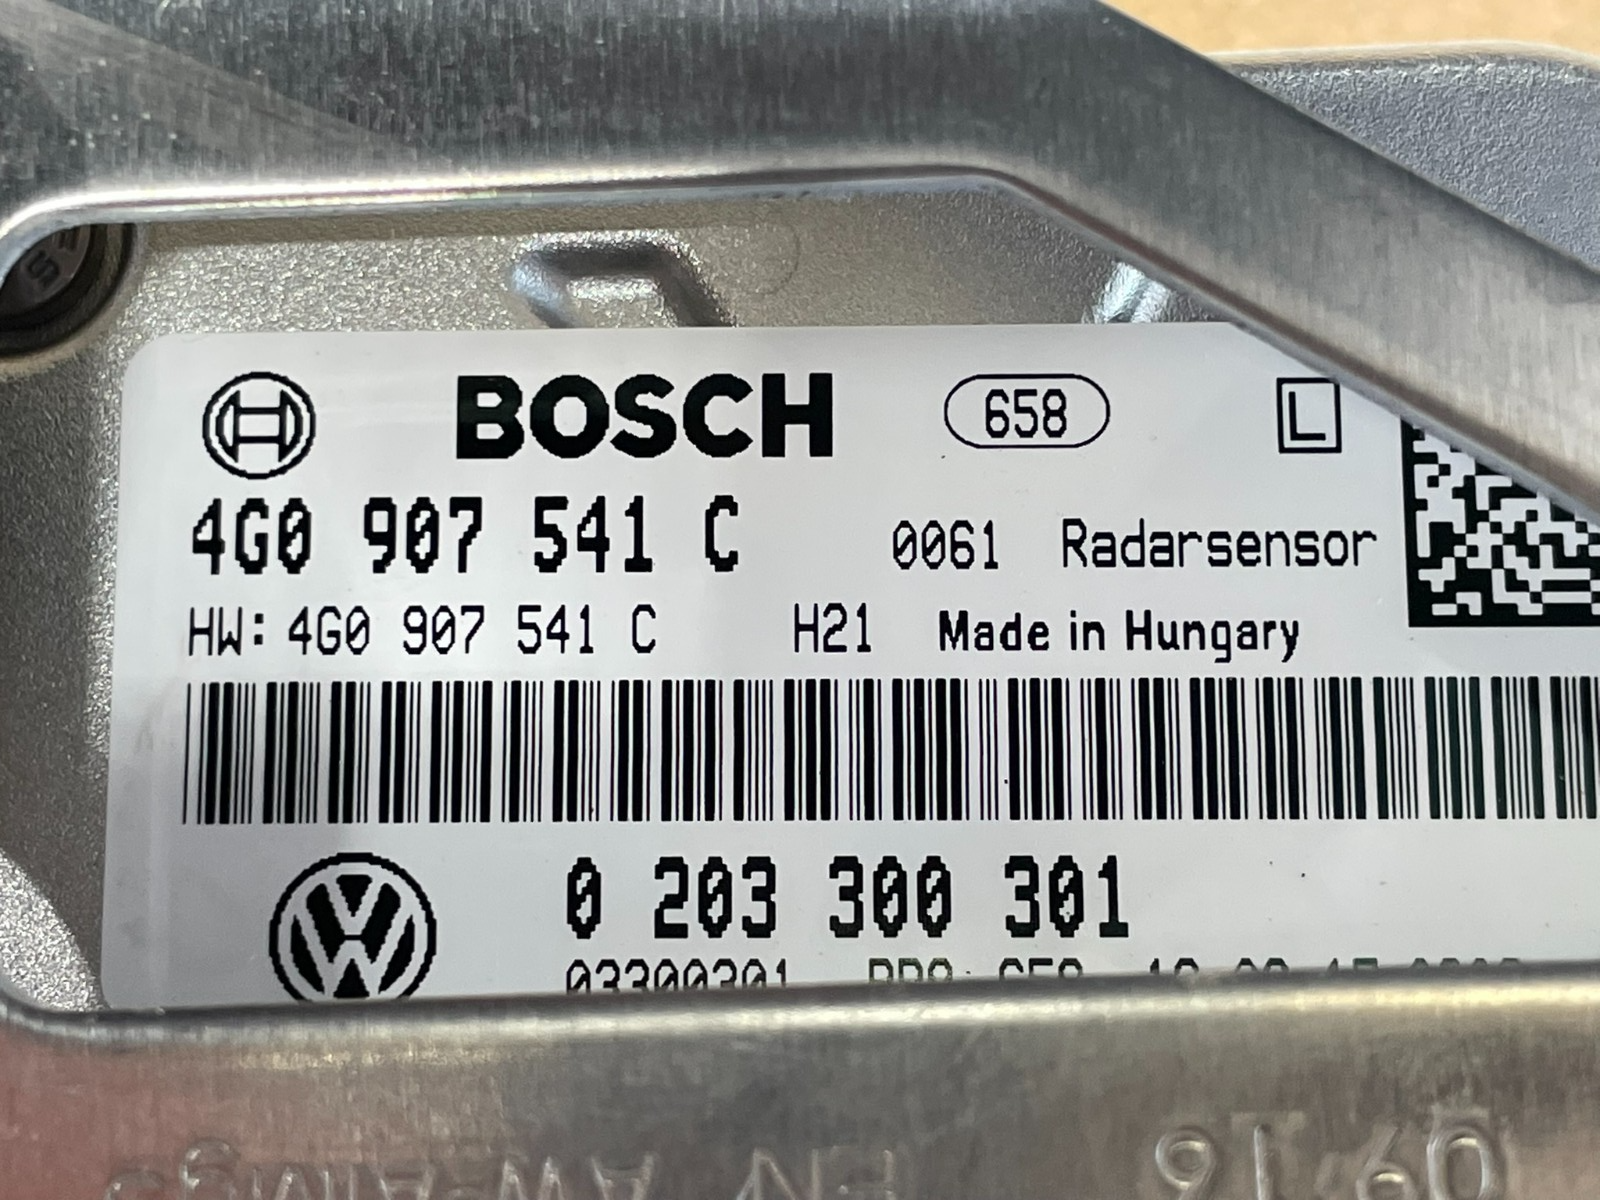 BOSCH 658 L
4G0 907 541 C 0061 Radarsensor
HW: 4G0 907 541 C H21 Made in Hungary
0 203 300 301
03300301